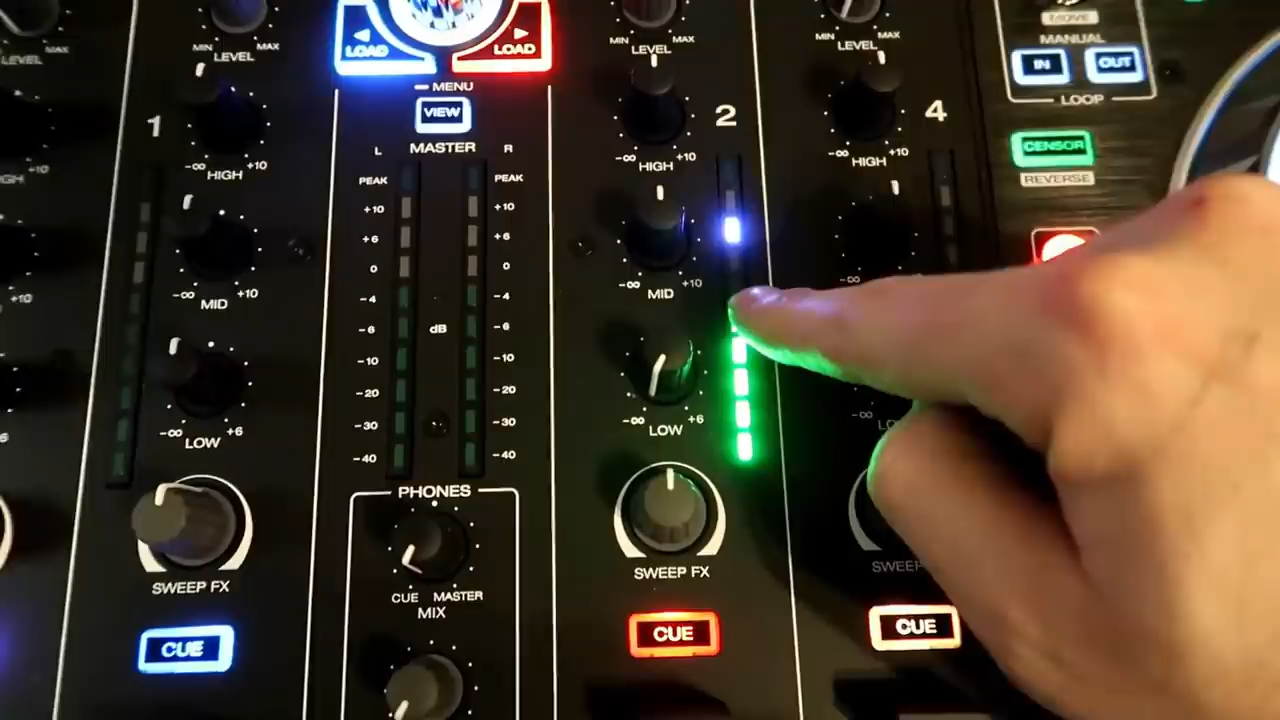 LEVEL
MAX
MIN
MAX
LEVEL
LOAD
LOAD
MIN
MAX
LEVEL
MIN
MAX
LEVEL
MOVE
MANUAL
IN
OUT
LOOP
MENU
VIEW
1
2
4
L
MASTER
R
CENSOR
REVERSE
-∞
+10
HIGH
+10
-∞
+10
HIGH
-∞
+10
HIGH
PEAK
PEAK
+10
+10
+6
+6
0
0
-4
-4
-6
dB
-6
-10
-10
-20
-20
-30
-30
-40
-40
+10
-∞
+10
MID
-∞
+10
MID
-∞
-∞
+6
LOW
-∞
+6
LOW
-∞
PHONES
SWEEP FX
CUE
MASTER
MIX
SWEEP FX
CUE
CUE
CUE